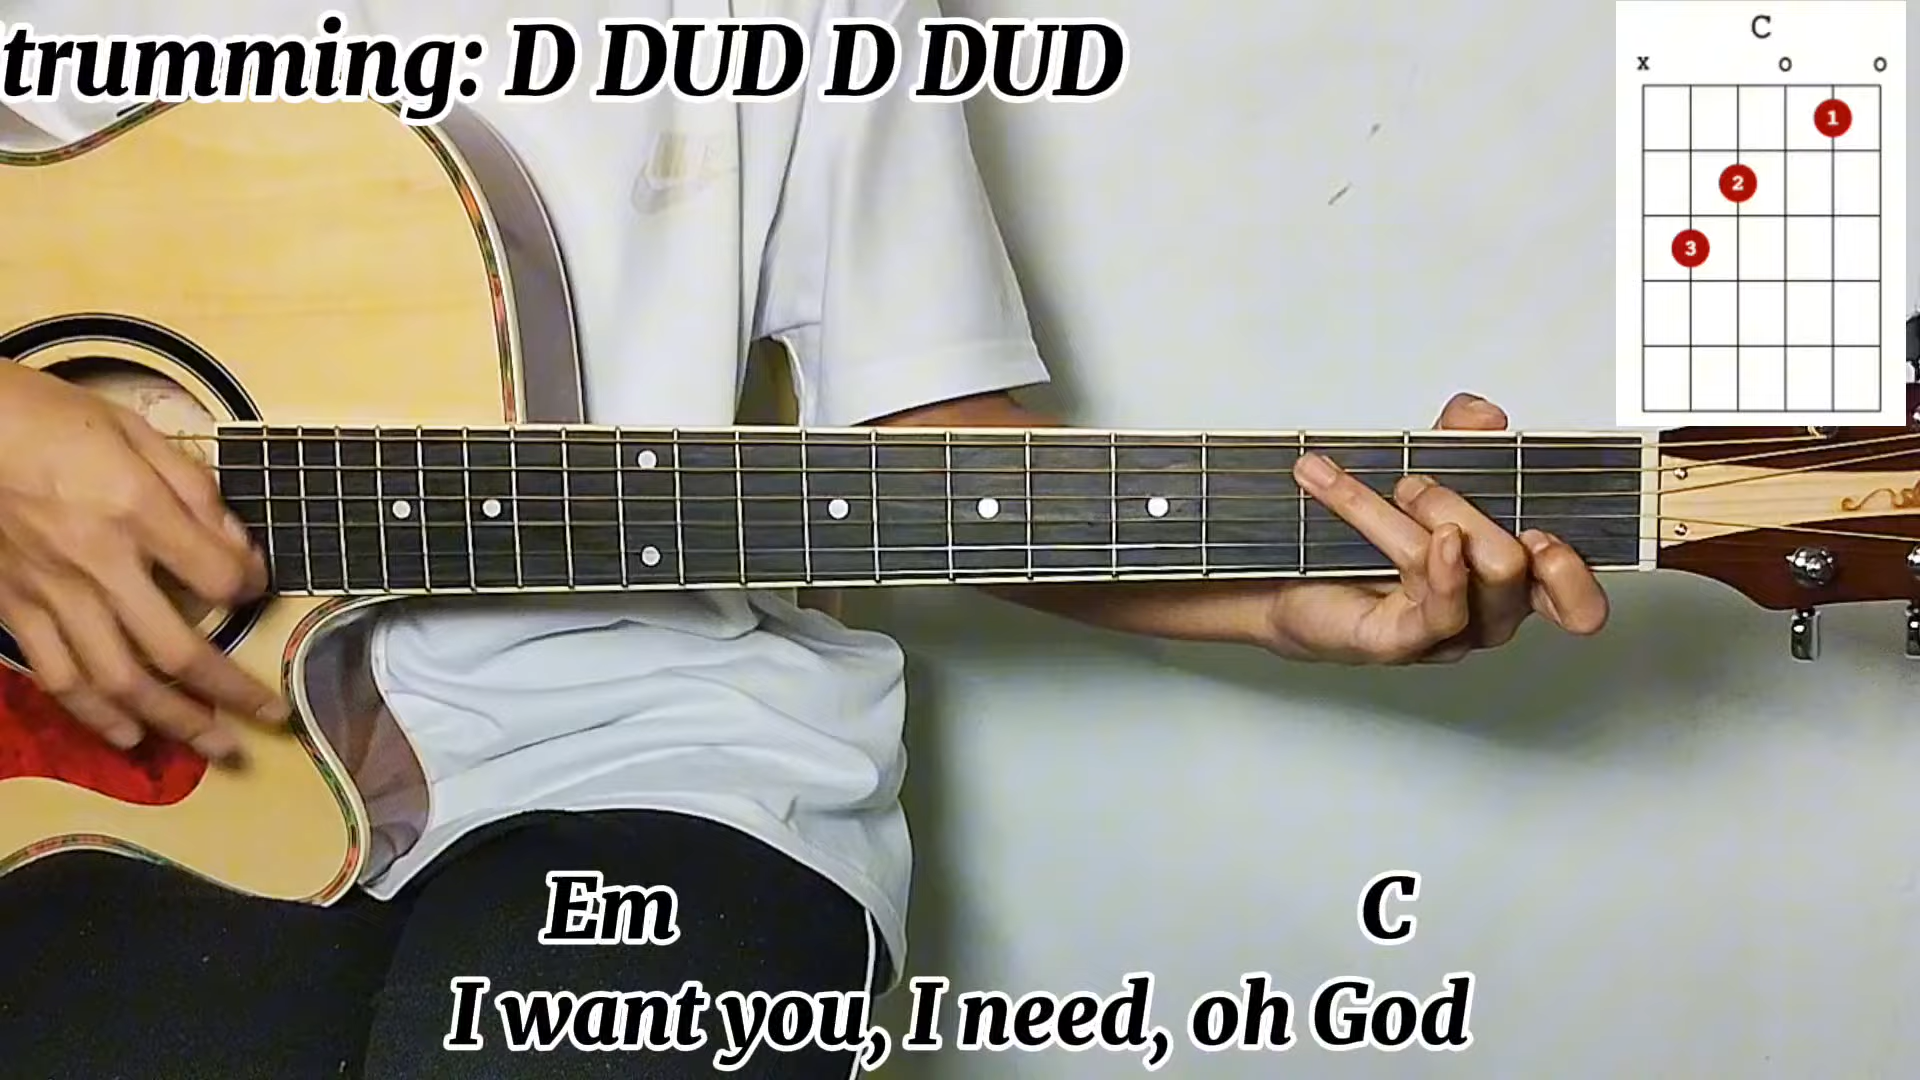 trumming: D DUD D DUD
C
x o o
1
2
3
Em C
I want you, I need, oh God